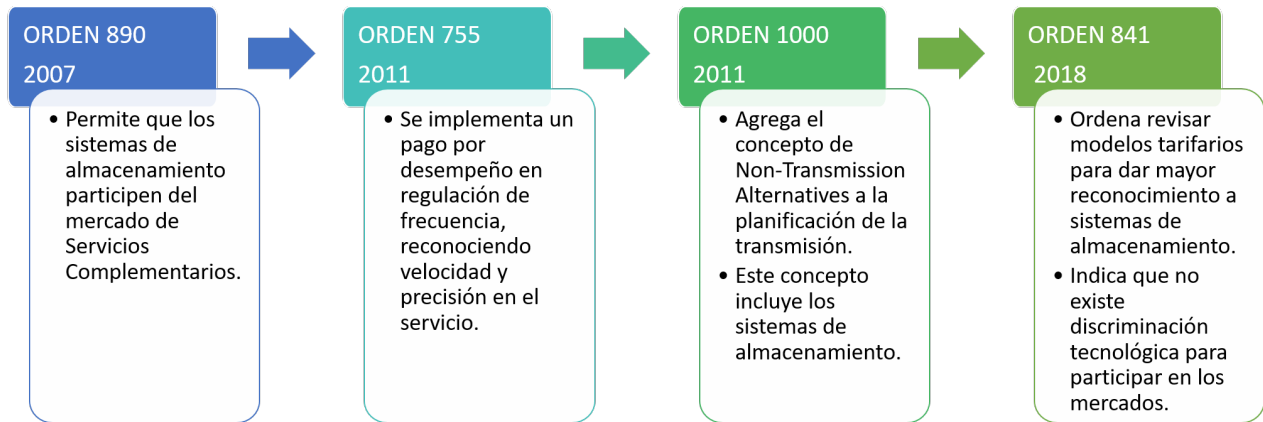 ORDEN 890
2007
• Permite que los
sistemas de
almacenamiento
participen del
mercado de
Servicios
Complementarios.
ORDEN 755
2011
• Se implementa un
pago por
desempeño en
regulación de
frecuencia,
reconociendo
velocidad y
precisión en el
servicio.
ORDEN 1000
2011
• Agrega el
concepto de
Non-Transmission
Alternatives a la
planificación de la
transmisión.
• Este concepto
incluye los
sistemas de
almacenamiento.
ORDEN 841
2018
• Ordena revisar
modelos tarifarios
para dar mayor
reconocimiento a
sistemas de
almacenamiento.
• Indica que no
existe
discriminación
tecnológica para
participar en los
mercados.